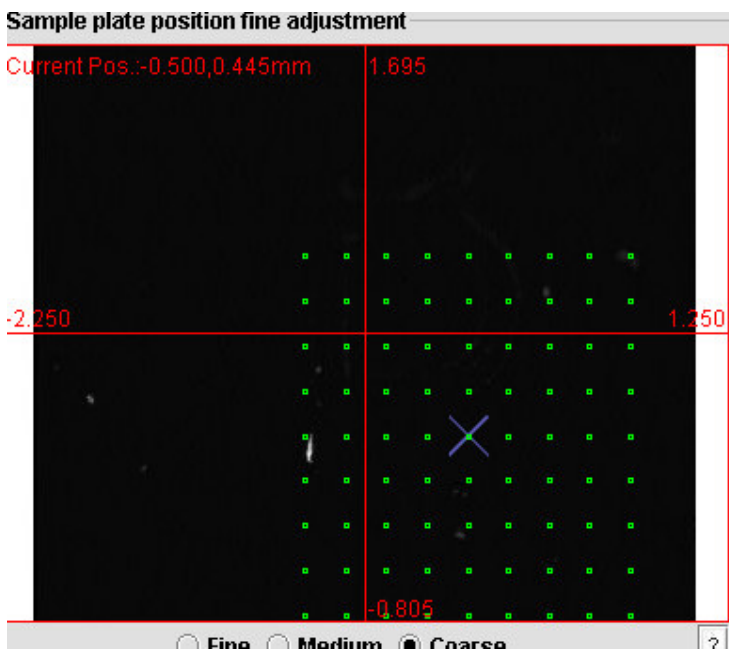 Sample plate position fine adjustment
Current Pos.:-0.500,0.445mm 1.695
-2.250 1.250
-0.805
Fine Medium Coarse ?